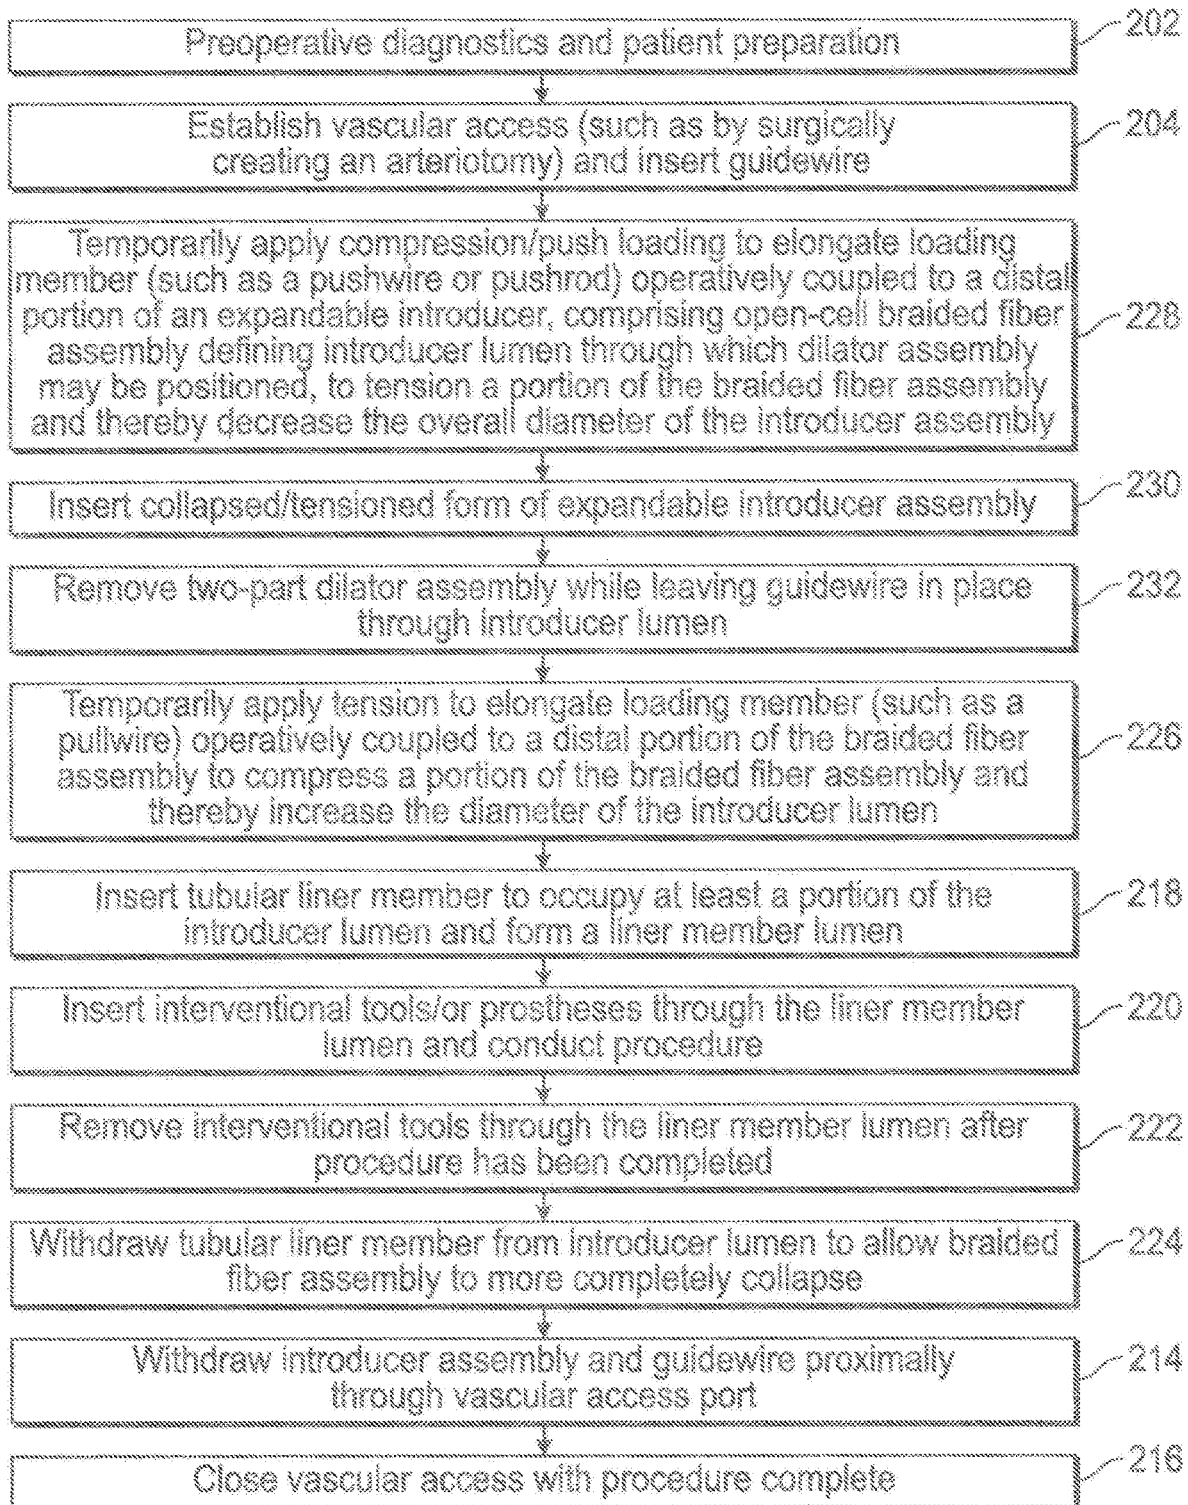 Preoperative diagnostics and patient preparation
202
Establish vascular access (such as by surgically
creating an arteriotomy) and insert guidewire
204
Temporarily apply compression/push loading to elongate loading
member (such as a pushwire or pushrod) operatively coupled to a distal
portion of an expandable introducer, comprising open-cell braided fiber
assembly defining introducer lumen through which dilator assembly
may be positioned, to tension a portion of the braided fiber assembly
and thereby decrease the overall diameter of the introducer assembly
228
Insert collapsed/tensioned form of expandable introducer assembly
230
Remove two-part dilator assembly while leaving guidewire in place
through introducer lumen
232
Temporarily apply tension to elongate loading member (such as a
pullwire) operatively coupled to a distal portion of the braided fiber
assembly to compress a portion of the braided fiber assembly and
thereby increase the diameter of the introducer lumen
226
Insert tubular liner member to occupy at least a portion of the
introducer lumen and form a liner member lumen
218
Insert interventional tools/or prostheses through the liner member
lumen and conduct procedure
220
Remove interventional tools through the liner member lumen after
procedure has been completed
222
Withdraw tubular liner member from introducer lumen to allow braided
fiber assembly to more completely collapse
224
Withdraw introducer assembly and guidewire proximally
through vascular access port
214
Close vascular access with procedure complete
216